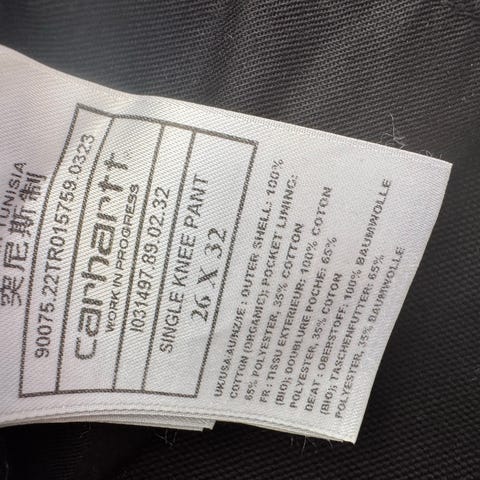 TUNISIA
突尼斯制
90075.22TR015759.0323
carhartt
WORK IN PROGRESS
I031497.89.02.32
SINGLE KNEE PANT
26 X 32
UK/USA/AU/NZ/IE : OUTER SHELL: 100%
COTTON (ORGANIC); POCKET LINING:
65% POLYESTER, 35% COTTON
FR : TISSU EXTERIEUR: 100% COTON
(BIO); DOUBLURE POCHE: 65%
POLYESTER, 35% COTON
DE/AT : OBERSTOFF: 100% BAUMWOLLE
(BIO); TASCHENFUTTER: 65%
POLYESTER, 35% BAUMWOLLE